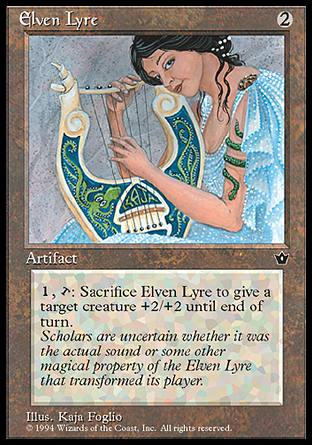 Elven Lyre 2
KAJA
Artifact
1, : Sacrifice Elven Lyre to give a
target creature +2/+2 until end of
turn.
Scholars are uncertain whether it was
the actual sound or some other
magical property of the Elven Lyre
that transformed its player.
Illus. Kaja Foglio
© 1994 Wizards of the Coast, Inc. All rights reserved.